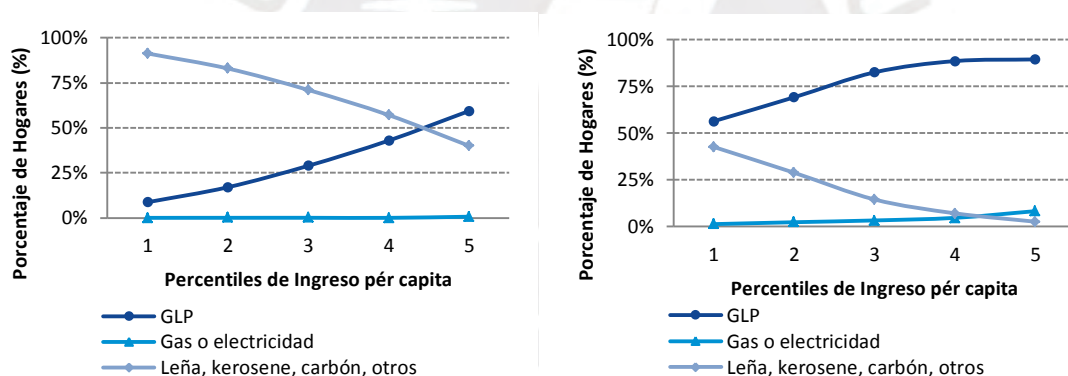 Porcentaje de Hogares (%)
100%
75%
50%
25%
0%
1 2 3 4 5
Percentiles de Ingreso pér capita
GLP
Gas o electricidad
Leña, kerosene, carbón, otros
Porcentaje de Hogares (%)
100%
75%
50%
25%
0%
1 2 3 4 5
Percentiles de Ingreso pér capita
GLP
Gas o electricidad
Leña, kerosene, carbón, otros